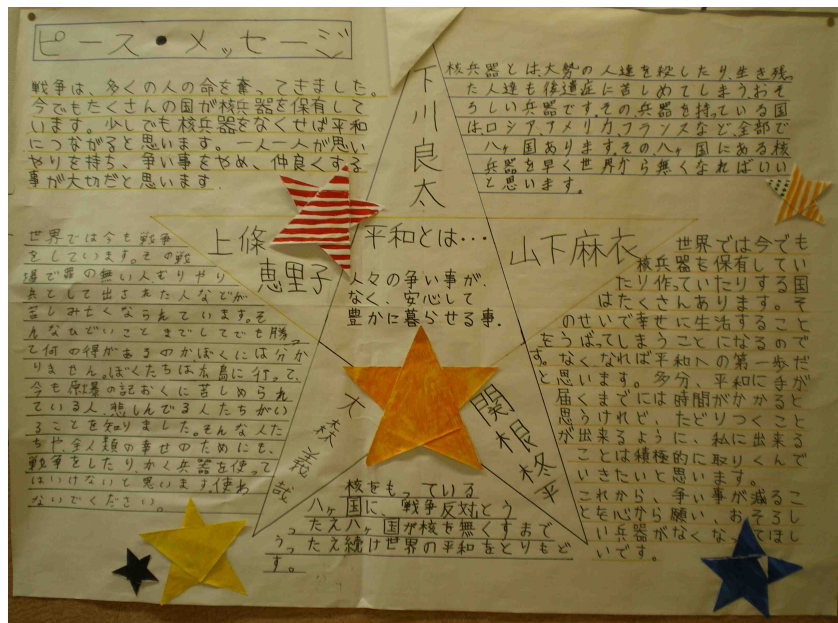 ピース・メッセージ
戦争は、多くの人の命を奪ってきました。
今でもたくさんの国が核兵器を保有して
います。少しでも核兵器をなくせば平和
につながると思います。一人一人が思い
やりを持ち、争い事をやめ、仲良くする
事が大切だと思います
下川良太
核兵器とは、大勢の人達を殺したり、生き残っ
た人達も後遺症に苦しめてしまうおそ
ろしい兵器です。その兵器を持っている国
はロシア、アメリカ、フランスなど、全部で
八ヶ国あります。その八ヶ国にある核
兵器を早く世界から無くなればいい
と思います。
上條
恵里子
平和とは…
人々の争い事が、
なく、安心して
豊かに暮らせる事.
山下麻衣
世界では今も戦争
をしています。その戦
場で罪の無い人むりやり
兵として出された人などが
苦しみ亡くなられています。そ
んなひどいことまでしてでも勝っ
て何の得があるのかぼくには分か
りません。ぼくたちは広島に行って、
今も原爆の記おくに苦しめられ
ている人、悲しんでる人たちがい
ることを知りました。そんな人た
ちや、全人類の幸せのためにも、
戦争をしたり、かく兵器を使って
はいけないと思います。使わ
ないでください。
世界では今でも
核兵器を保有してい
たり作っていたりする国
はたくさんあります。そ
のせいで幸せに生活すること
をうばってしまうことになるので
す。なくなれば平和への第一歩だ
と思います。多分、平和に手が
届くまでには時間がかかると
思うけれど、たどりつくこと
が出来るように、私に出来る
ことは積極的に取りくんで
いきたいと思います。
これから、争い事が減るこ
とを心から願い、おそろし
い兵器がなくなってほし
いです。
大森義哉
関根柊平
核をもっている
八ヶ国に、戦争反対とう
ったえ八ヶ国が核を無くすまで
うったえ続け世界の平和をとりもど
す。